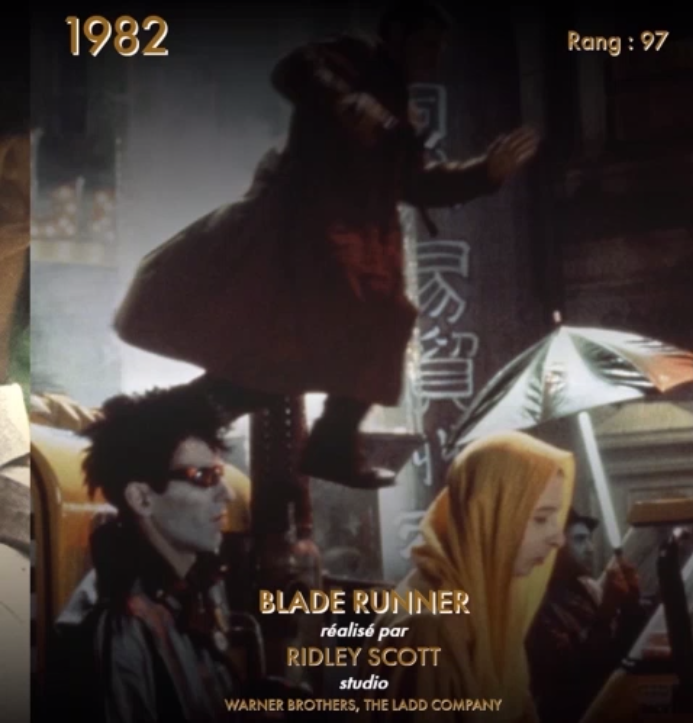 1982
Rang : 97
BLADE RUNNER
réalisé par
RIDLEY SCOTT
studio
WARNER BROTHERS, THE LADD COMPANY